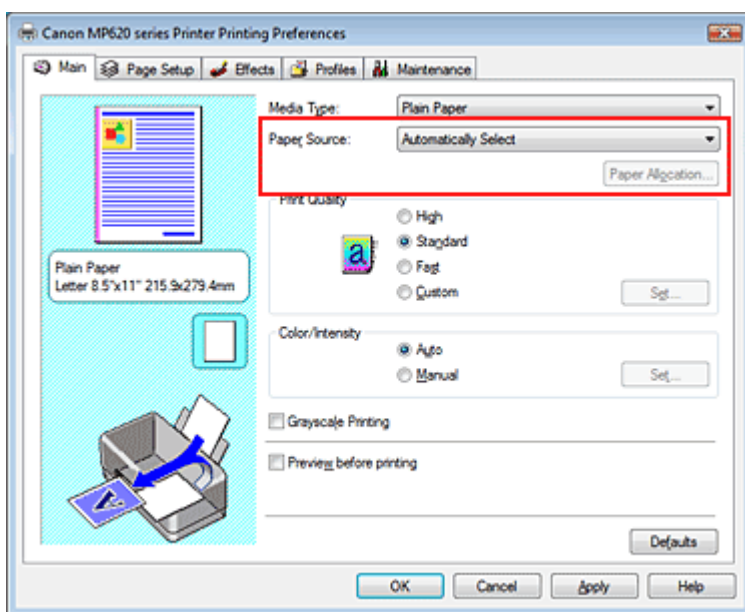 Canon MP620 series Printer Printing Preferences
Main Page Setup Effects Profiles Maintenance
Media Type: Plain Paper
Paper Source: Automatically Select
Paper Allocation...
Print Quality
High
Standard
Fast
Custom
Set...
Plain Paper
Letter 8.5"x11" 215.9x279.4mm
Color/Intensity
Auto
Manual
Set...
Grayscale Printing
Preview before printing
Defaults
OK Cancel Apply Help